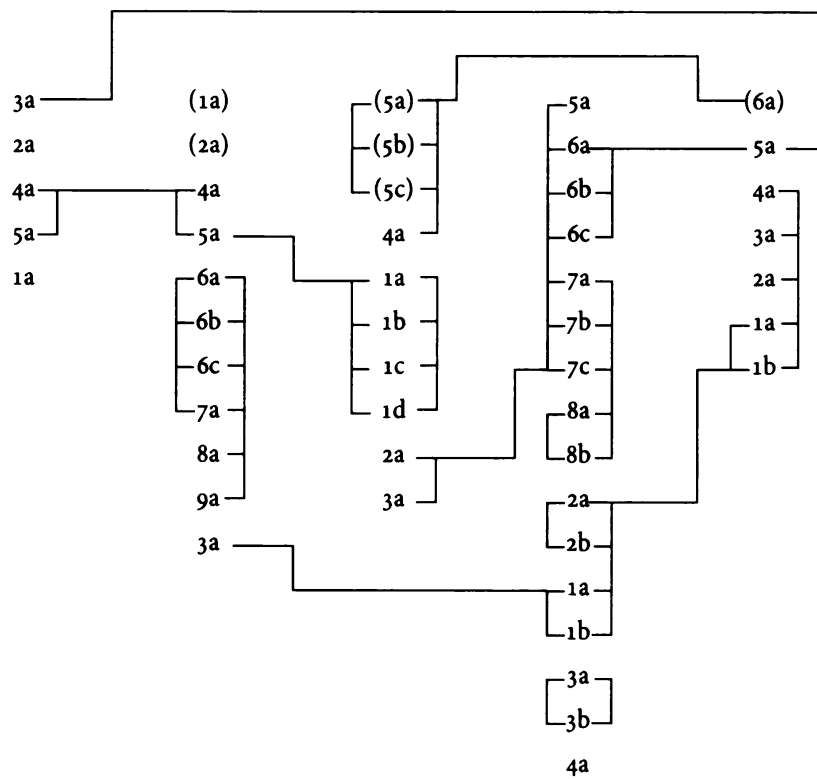 3a (1a) (5a) 5a (6a)
2a (2a) (5b) 6a 5a
4a 4a (5c) 6b 4a
5a 5a 4a 6c 3a
1a 6a 1a 7a 2a
6b 1b 7b 1a
6c 1c 7c 1b
7a 1d 8a
8a 2a 8b
9a 3a 2a
3a 2b
1a
1b
3a
3b
4a